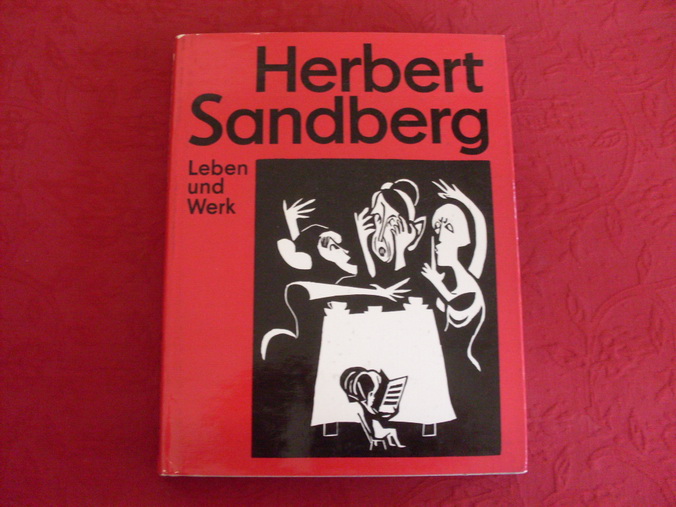 Herbert
Sandberg
Leben
und
Werk